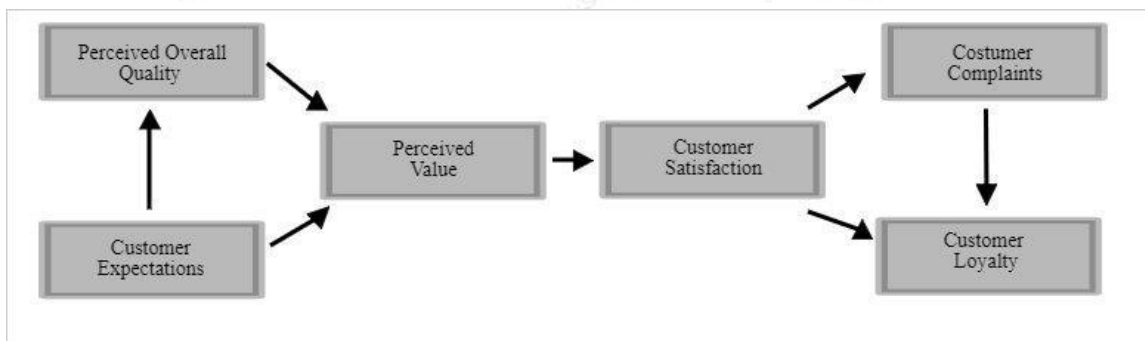 Perceived Overall
Quality
Costumer
Complaints
Perceived
Value
Customer
Satisfaction
Customer
Expectations
Customer
Loyalty